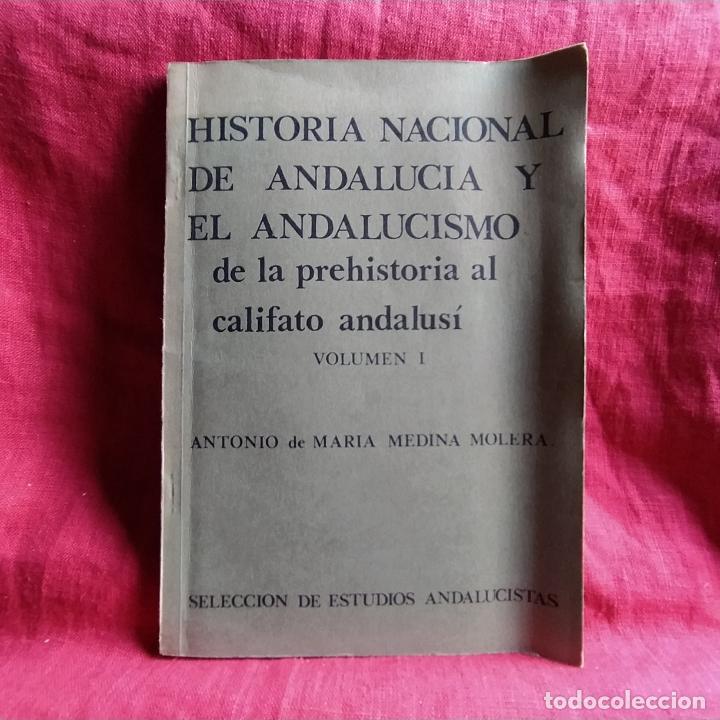 HISTORIA NACIONAL
DE ANDALUCIA Y
EL ANDALUCISMO
de la prehistoria al
califato andalusí
VOLUMEN I
ANTONIO de MARIA MEDINA MOLERA.
SELECCION DE ESTUDIOS ANDALUCISTAS
todocoleccion